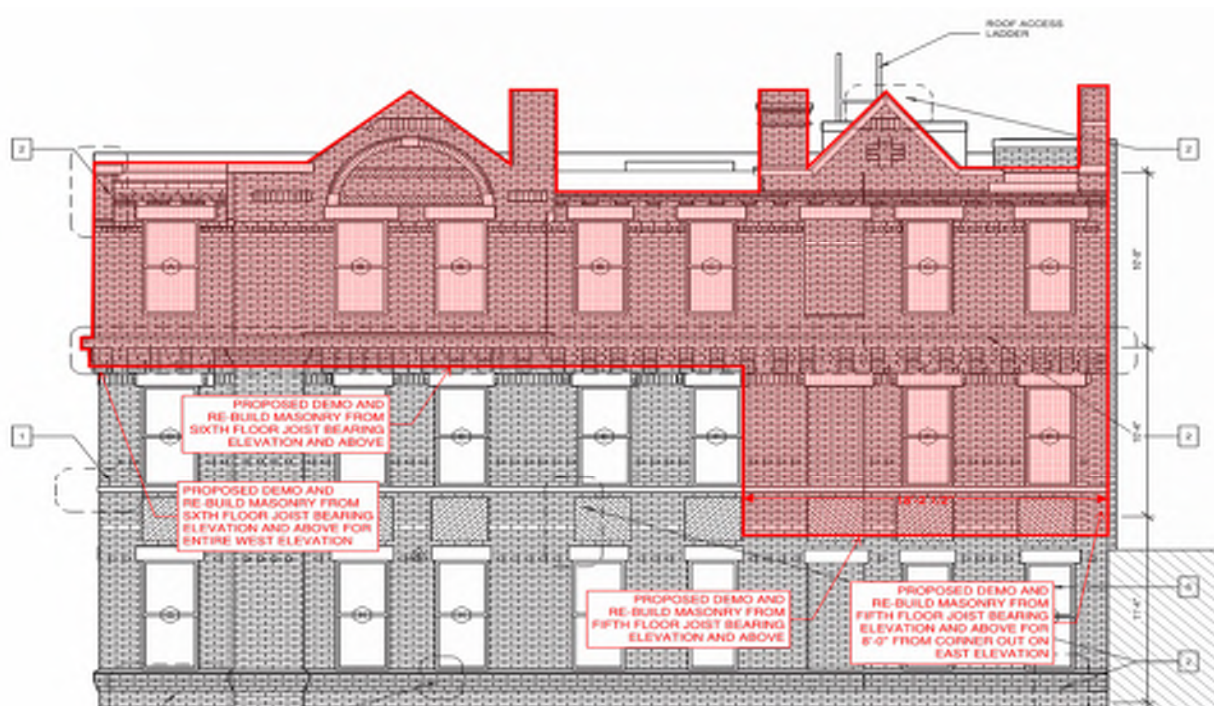 ROOF ACCESS
LADDER
2
2
10'-8"
PROPOSED DEMO AND
RE-BUILD MASONRY FROM
SIXTH FLOOR JOIST BEARING
ELEVATION AND ABOVE
1
2
PROPOSED DEMO AND
RE-BUILD MASONRY FROM
SIXTH FLOOR JOIST BEARING
ELEVATION AND ABOVE FOR
ENTIRE WEST ELEVATION
PROPOSED DEMO AND
RE-BUILD MASONRY FROM
FIFTH FLOOR JOIST BEARING
ELEVATION AND ABOVE
PROPOSED DEMO AND
RE-BUILD MASONRY FROM
FIFTH FLOOR JOIST BEARING
ELEVATION AND ABOVE FOR
8'-0" FROM CORNER OUT ON
EAST ELEVATION
11'-4"
2